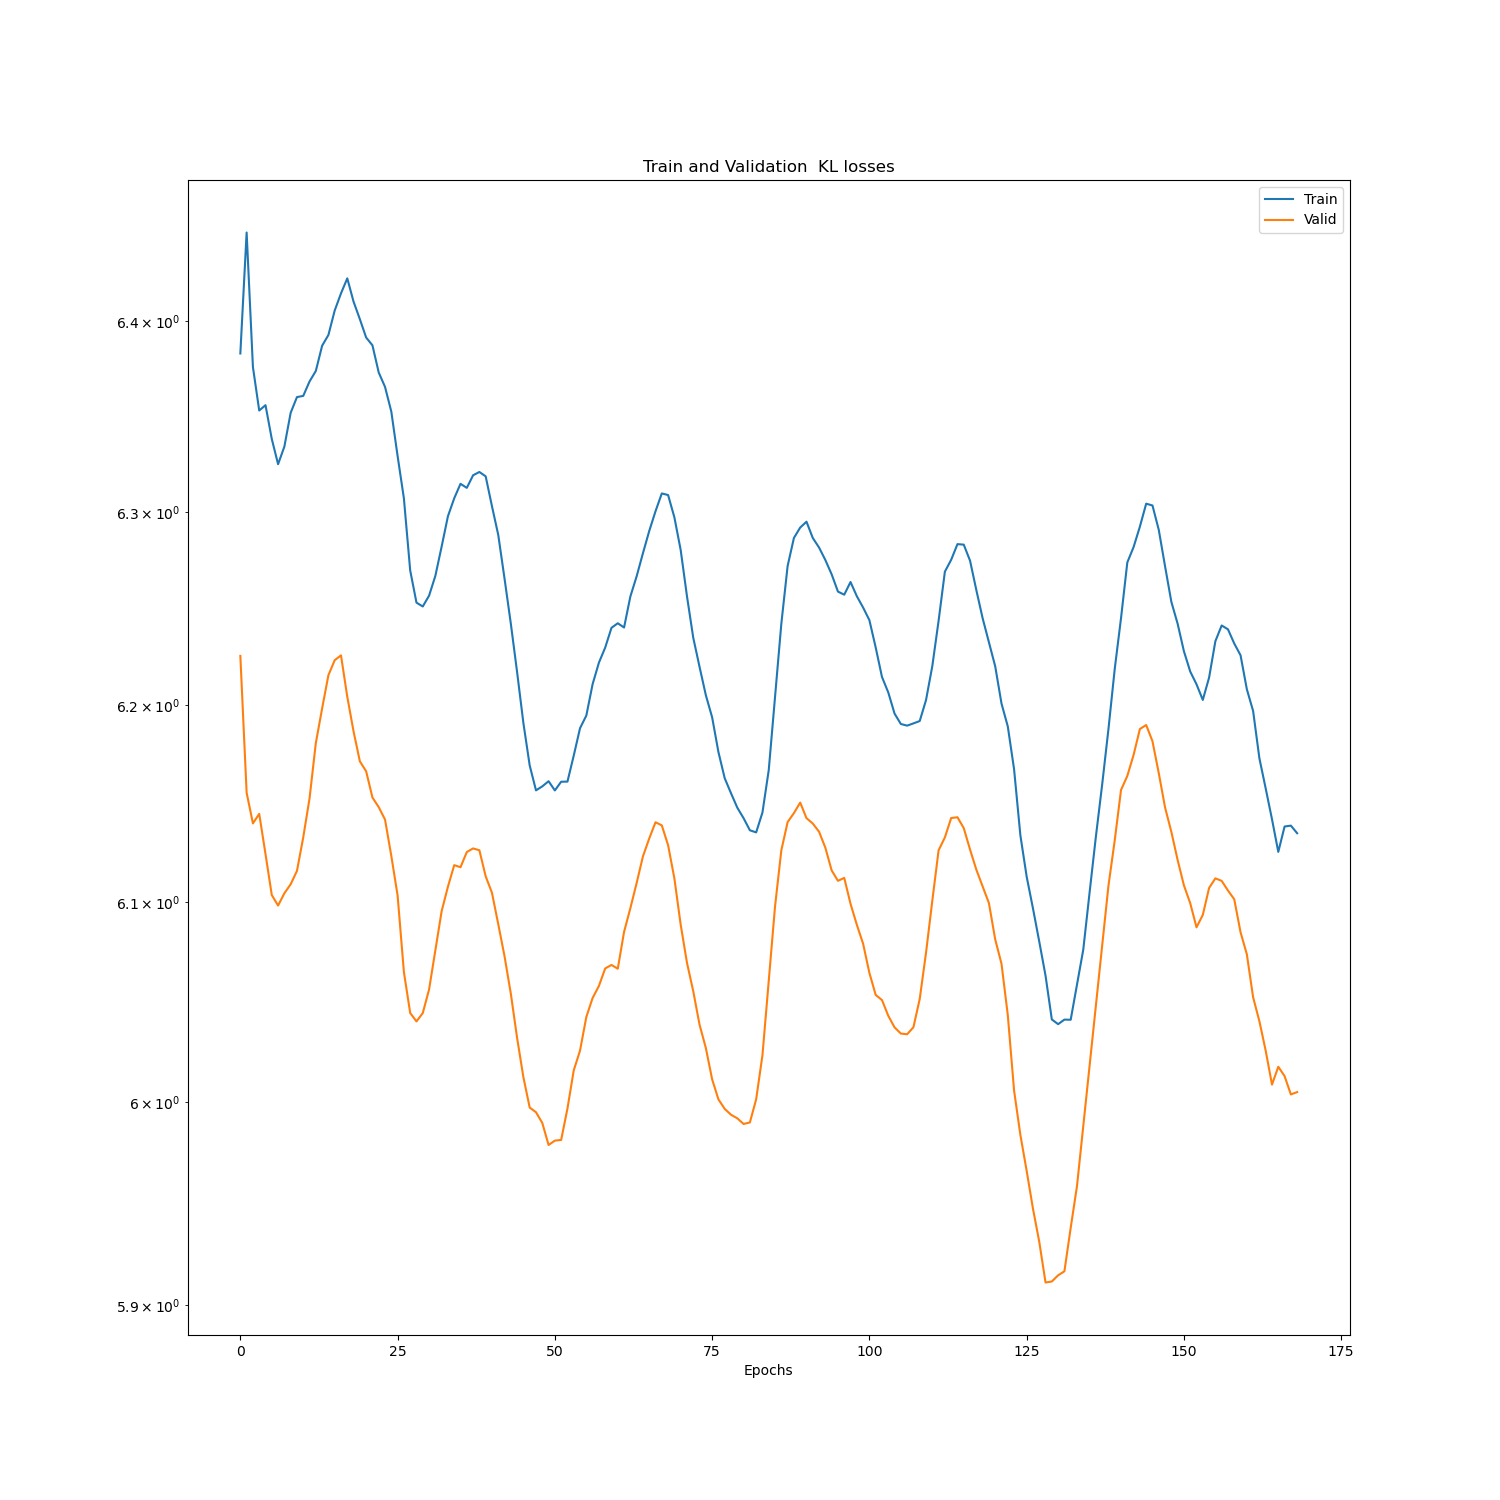 Train and Validation  KL losses
Train
Valid
6.4 × 10⁰
6.3 × 10⁰
6.2 × 10⁰
6.1 × 10⁰
6 × 10⁰
5.9 × 10⁰
0 25 50 75 100 125 150 175
Epochs